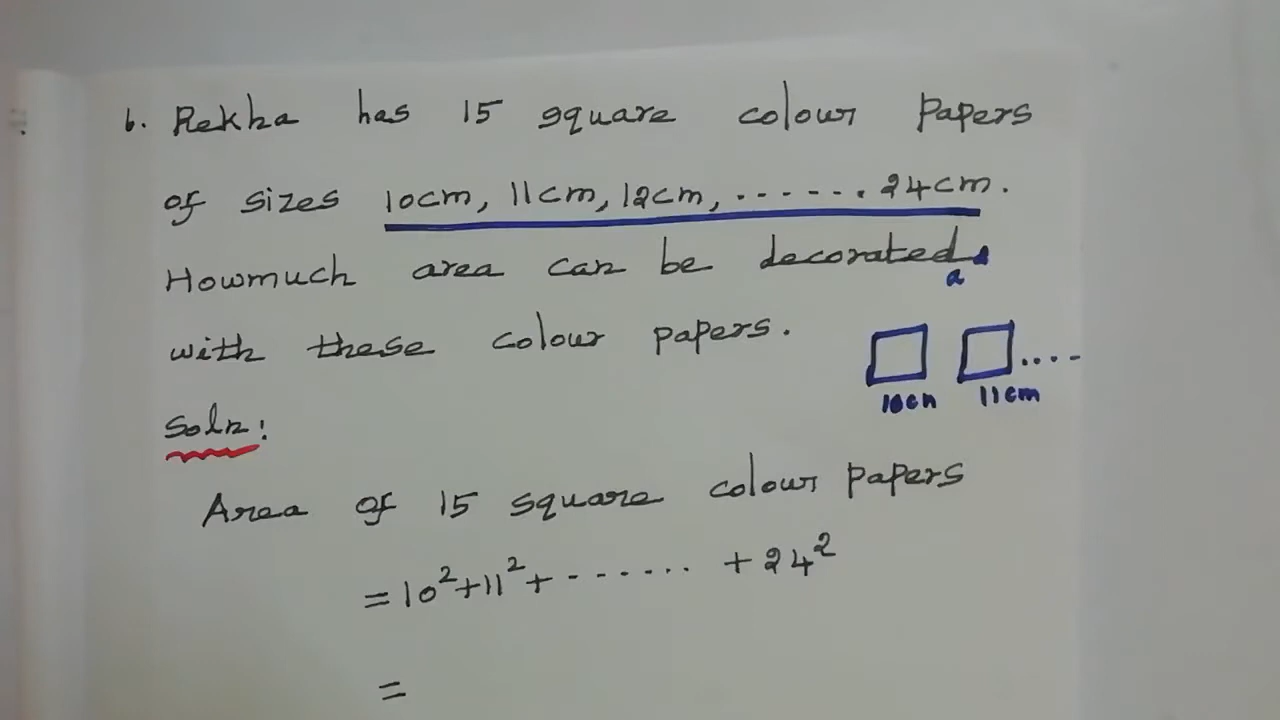 6. Rekha has 15 square colour Papers
of sizes 10cm, 11cm, 12cm, ...... 24cm.
Howmuch area can be decorated
a
with these colour papers.
10cm 11cm
Soln:
Area of 15 square colour papers
= 10² + 11² + ....... + 24²
=